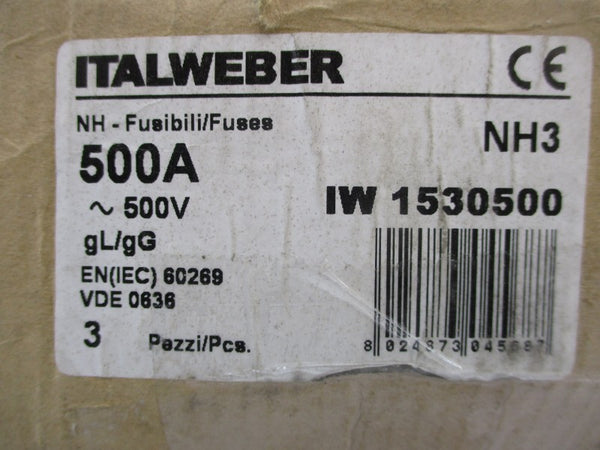 ITALWEBER CE
NH - Fusibili/Fuses
NH3
500A
~ 500V
IW 1530500
gL/gG
EN(IEC) 60269
VDE 0636
3 Pezzi/Pcs.